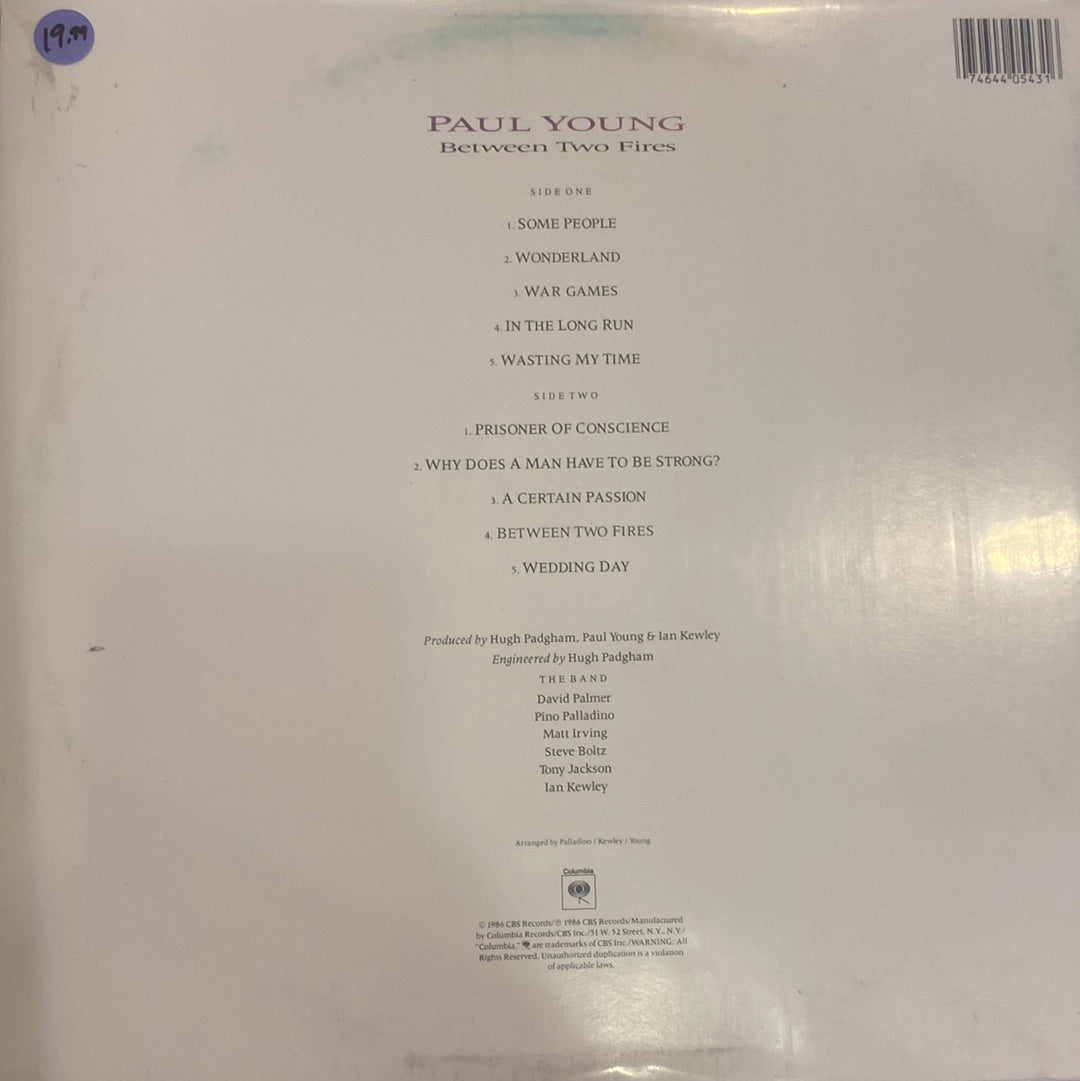 19.99
74644 05431
PAUL YOUNG
Between Two Fires
SIDE ONE
1. SOME PEOPLE
2. WONDERLAND
3. WAR GAMES
4. IN THE LONG RUN
5. WASTING MY TIME
SIDE TWO
1. PRISONER OF CONSCIENCE
2. WHY DOES A MAN HAVE TO BE STRONG?
3. A CERTAIN PASSION
4. BETWEEN TWO FIRES
5. WEDDING DAY
Produced by Hugh Padgham, Paul Young & Ian Kewley
Engineered by Hugh Padgham
THE BAND
David Palmer
Pino Palladino
Matt Irving
Steve Boltz
Tony Jackson
Ian Kewley
Arranged by Palladino / Kewley / Young
Columbia
© 1986 CBS Records/℗ 1986 CBS Records/Manufactured
by Columbia Records/CBS Inc./51 W. 52 Street, N.Y., N.Y./
"Columbia," are trademarks of CBS Inc./WARNING: All
Rights Reserved. Unauthorized duplication is a violation
of applicable laws.